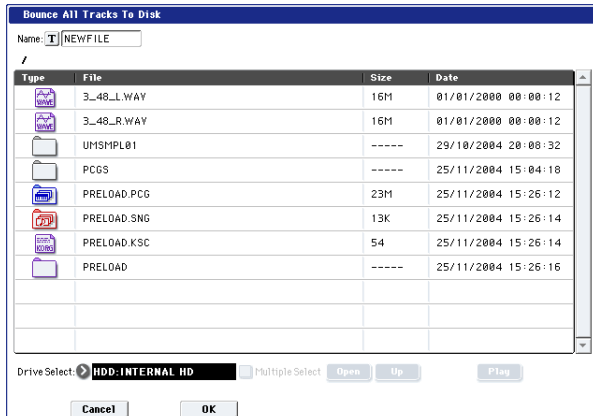 Bounce All Tracks To Disk
Name: T NEWFILE
/
Type File Size Date
WAVE 3_48_L.WAV 16M 01/01/2000 00:00:12
WAVE 3_48_R.WAV 16M 01/01/2000 00:00:12
UMSMPL01 ----- 29/10/2004 20:08:32
PCGS ----- 25/11/2004 15:04:18
PRELOAD.PCG 23M 25/11/2004 15:26:12
PRELOAD.SNG 13K 25/11/2004 15:26:14
KORG PRELOAD.KSC 54 25/11/2004 15:26:14
PRELOAD ----- 25/11/2004 15:26:16
Drive Select: HDD:INTERNAL HD Multiple Select Open Up Play
Cancel OK